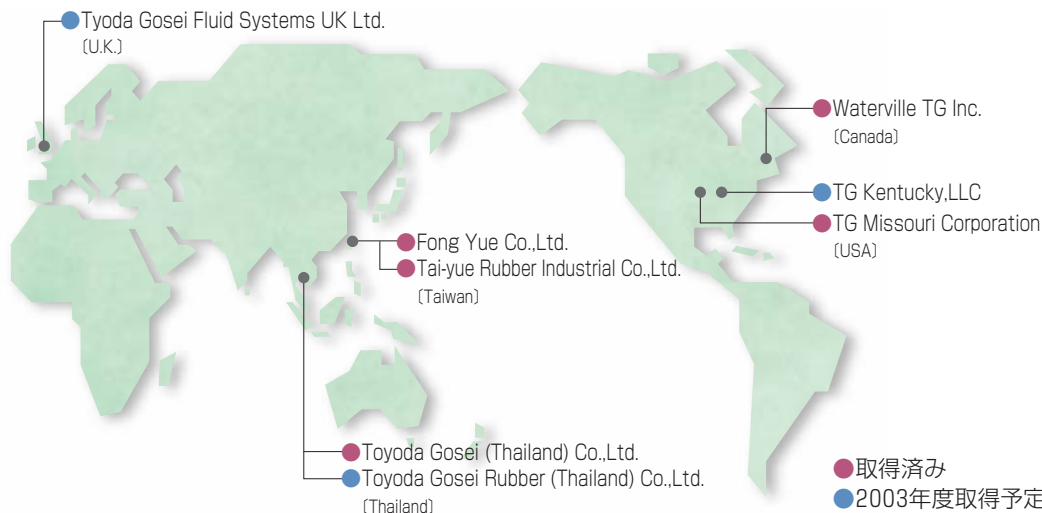 Tyoda Gosei Fluid Systems UK Ltd.
〔U.K.〕
Waterville TG Inc.
〔Canada〕
TG Kentucky,LLC
TG Missouri Corporation
〔USA〕
Fong Yue Co.,Ltd.
Tai-yue Rubber Industrial Co.,Ltd.
〔Taiwan〕
Toyoda Gosei (Thailand) Co.,Ltd.
Toyoda Gosei Rubber (Thailand) Co.,Ltd.
〔Thailand〕
取得済み
2003年度取得予定